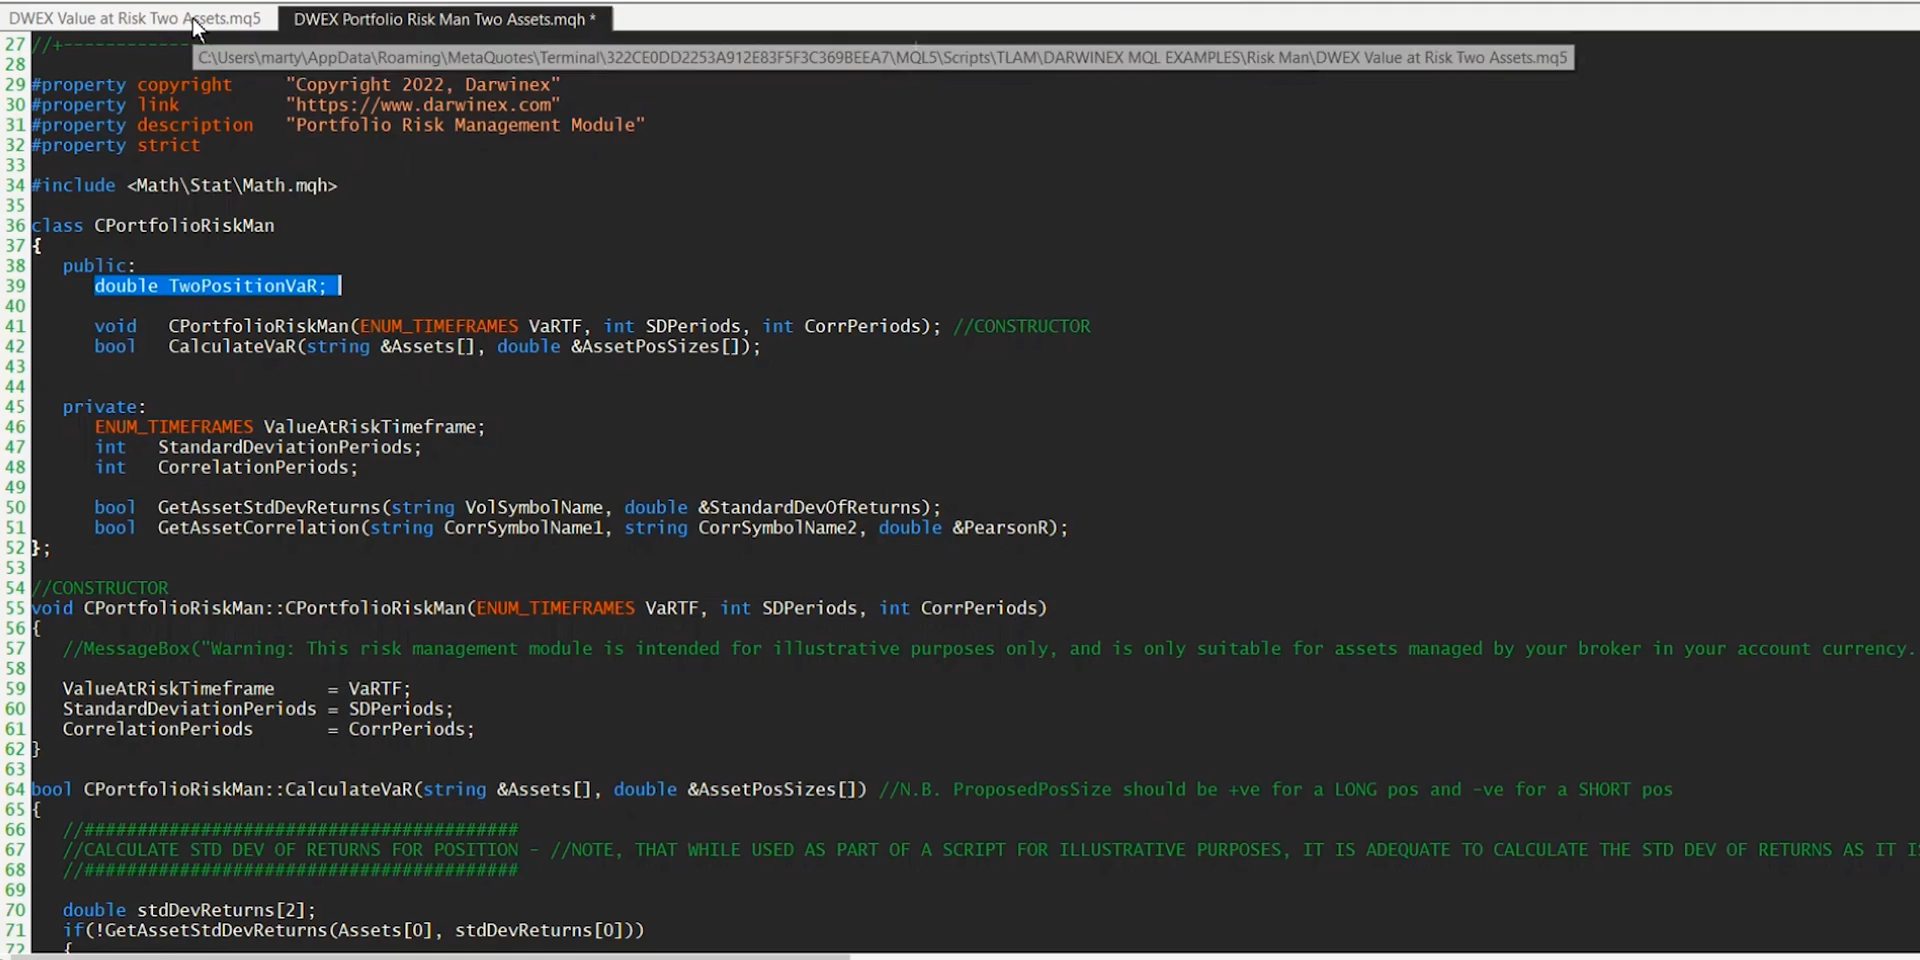 DWEX Value at Risk Two Assets.mq5 DWEX Portfolio Risk Man Two Assets.mqh *
27 //+------------
C:\Users\marty\AppData\Roaming\MetaQuotes\Terminal\322CE0DD2253A912E83F5F3C369BEEA7\MQL5\Scripts\TLAM\DARWINEX MQL EXAMPLES\Risk Man\DWEX Value at Risk Two Assets.mq5
28
29 #property copyright "Copyright 2022, Darwinex"
30 #property link "https://www.darwinex.com"
31 #property description "Portfolio Risk Management Module"
32 #property strict
33
34 #include <Math\Stat\Math.mqh>
35
36 class CPortfolioRiskMan
37 {
38 public:
39 double TwoPositionVaR;
40
41 void CPortfolioRiskMan(ENUM_TIMEFRAMES VaRTF, int SDPeriods, int CorrPeriods); //CONSTRUCTOR
42 bool CalculateVaR(string &Assets[], double &AssetPosSizes[]);
43
44
45 private:
46 ENUM_TIMEFRAMES ValueAtRiskTimeframe;
47 int StandardDeviationPeriods;
48 int CorrelationPeriods;
49
50 bool GetAssetStdDevReturns(string VolSymbolName, double &StandardDevOfReturns);
51 bool GetAssetCorrelation(string CorrSymbolName1, string CorrSymbolName2, double &PearsonR);
52 };
53
54 //CONSTRUCTOR
55 void CPortfolioRiskMan::CPortfolioRiskMan(ENUM_TIMEFRAMES VaRTF, int SDPeriods, int CorrPeriods)
56 {
57 //MessageBox("Warning: This risk management module is intended for illustrative purposes only, and is only suitable for assets managed by your broker in your account currency.
58
59 ValueAtRiskTimeframe = VaRTF;
60 StandardDeviationPeriods = SDPeriods;
61 CorrelationPeriods = CorrPeriods;
62 }
63
64 bool CPortfolioRiskMan::CalculateVaR(string &Assets[], double &AssetPosSizes[]) //N.B. ProposedPosSize should be +ve for a LONG pos and -ve for a SHORT pos
65 {
66 //#########################################
67 //CALCULATE STD DEV OF RETURNS FOR POSITION - //NOTE, THAT WHILE USED AS PART OF A SCRIPT FOR ILLUSTRATIVE PURPOSES, IT IS ADEQUATE TO CALCULATE THE STD DEV OF RETURNS AS IT IS
68 //#########################################
69
70 double stdDevReturns[2];
71 if(!GetAssetStdDevReturns(Assets[0], stdDevReturns[0]))
72 {